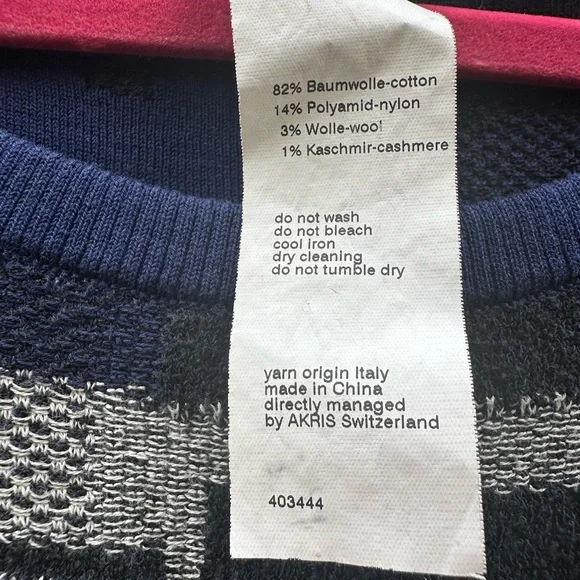 82% Baumwolle-cotton
14% Polyamid-nylon
3% Wolle-wool
1% Kaschmir-cashmere
do not wash
do not bleach
cool iron
dry cleaning
do not tumble dry
yarn origin Italy
made in China
directly managed
by AKRIS Switzerland
403444